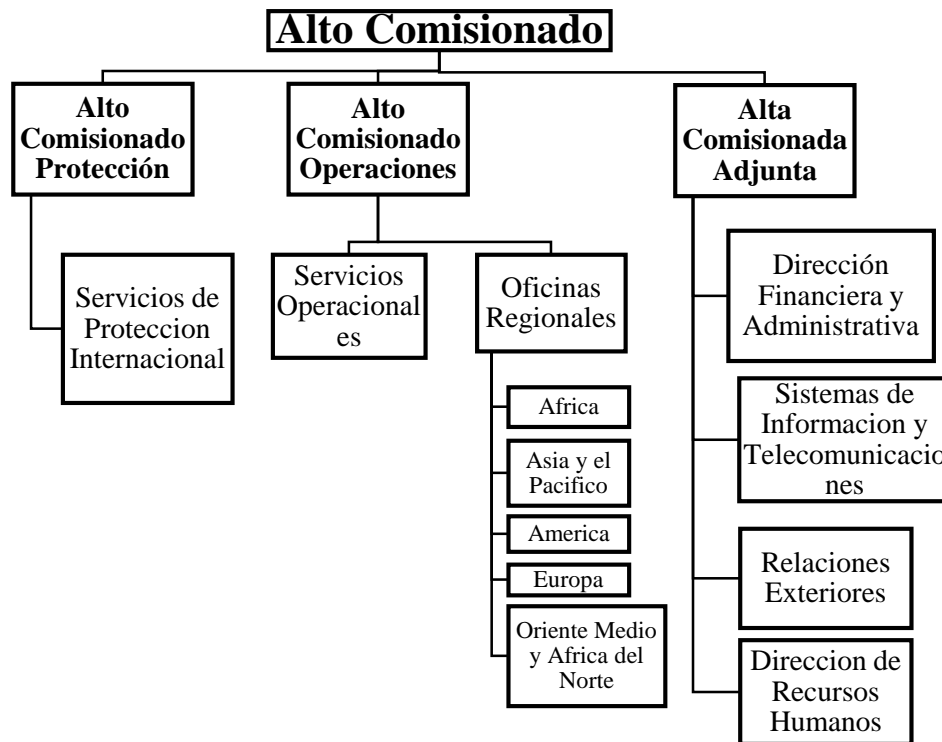 Alto Comisionado
Alto
Comisionado
Protección
Alto
Comisionado
Operaciones
Alta
Comisionada
Adjunta
Servicios de
Proteccion
Internacional
Servicios
Operacional
es
Oficinas
Regionales
Africa
Asia y el
Pacifico
America
Europa
Oriente Medio
y Africa del
Norte
Dirección
Financiera y
Administrativa
Sistemas de
Informacion y
Telecomunicacio
nes
Relaciones
Exteriores
Direccion de
Recursos
Humanos